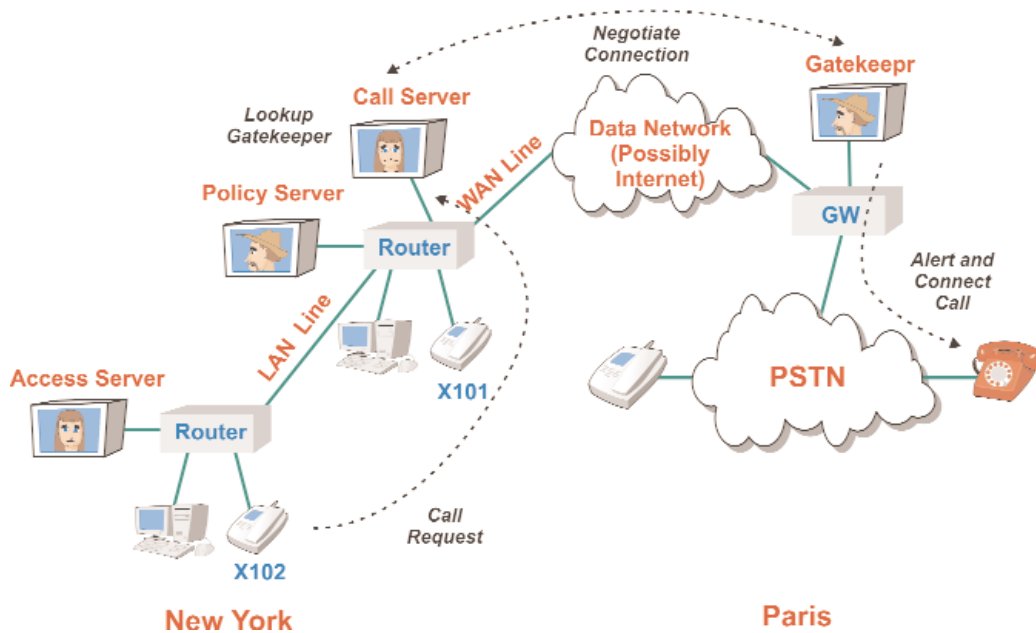 Negotiate
Connection
Gatekeepr
Call Server
Lookup
Gatekeeper
Data Network
(Possibly
Internet)
WAN Line
Policy Server
GW
Router
Alert and
Connect
Call
LAN Line
X101
PSTN
Access Server
Router
Call
Request
X102
New York
Paris